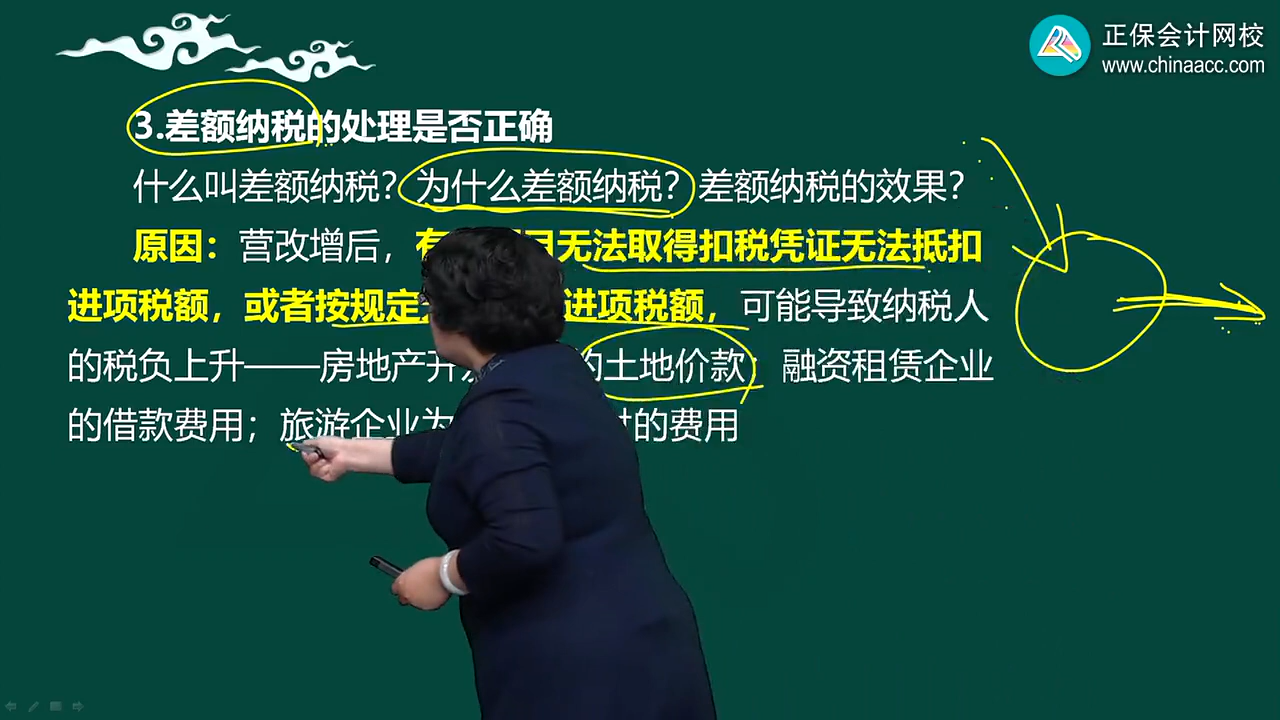 正保会计网校
www.chinaacc.com
3.差额纳税的处理是否正确
什么叫差额纳税？为什么差额纳税？差额纳税的效果？
原因：营改增后，有 无法取得扣税凭证无法抵扣
进项税额，或者按规定 进项税额，可能导致纳税人
的税负上升——房地产开 的土地价款；融资租赁企业
的借款费用；旅游企业为 的费用